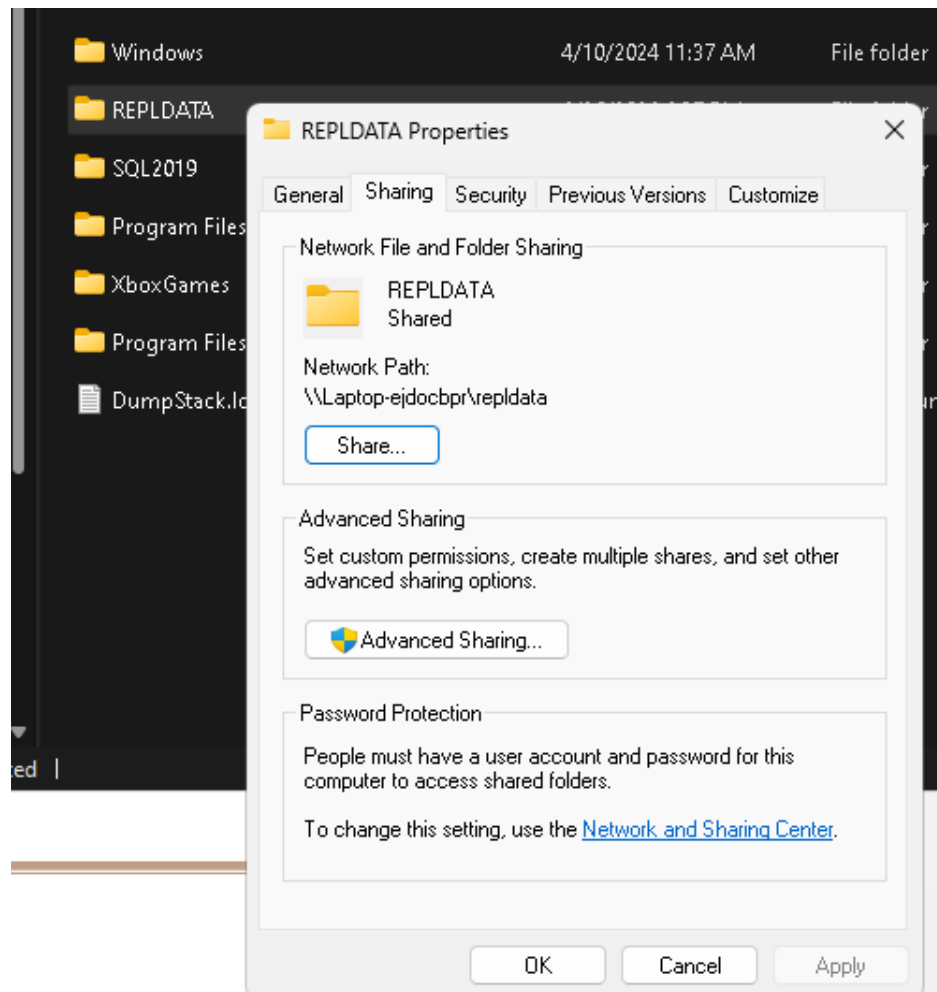 Windows 4/10/2024 11:37 AM File folder
REPLDATA
REPLDATA Properties
SQL2019
General Sharing Security Previous Versions Customize
Program Files
Network File and Folder Sharing
XboxGames
REPLDATA
Shared
Program Files
Network Path:
DumpStack.lo
\\Laptop-ejdocbpr\repldata
Share...
Advanced Sharing
Set custom permissions, create multiple shares, and set other
advanced sharing options.
Advanced Sharing...
Password Protection
People must have a user account and password for this
computer to access shared folders.
To change this setting, use the Network and Sharing Center.
OK Cancel Apply